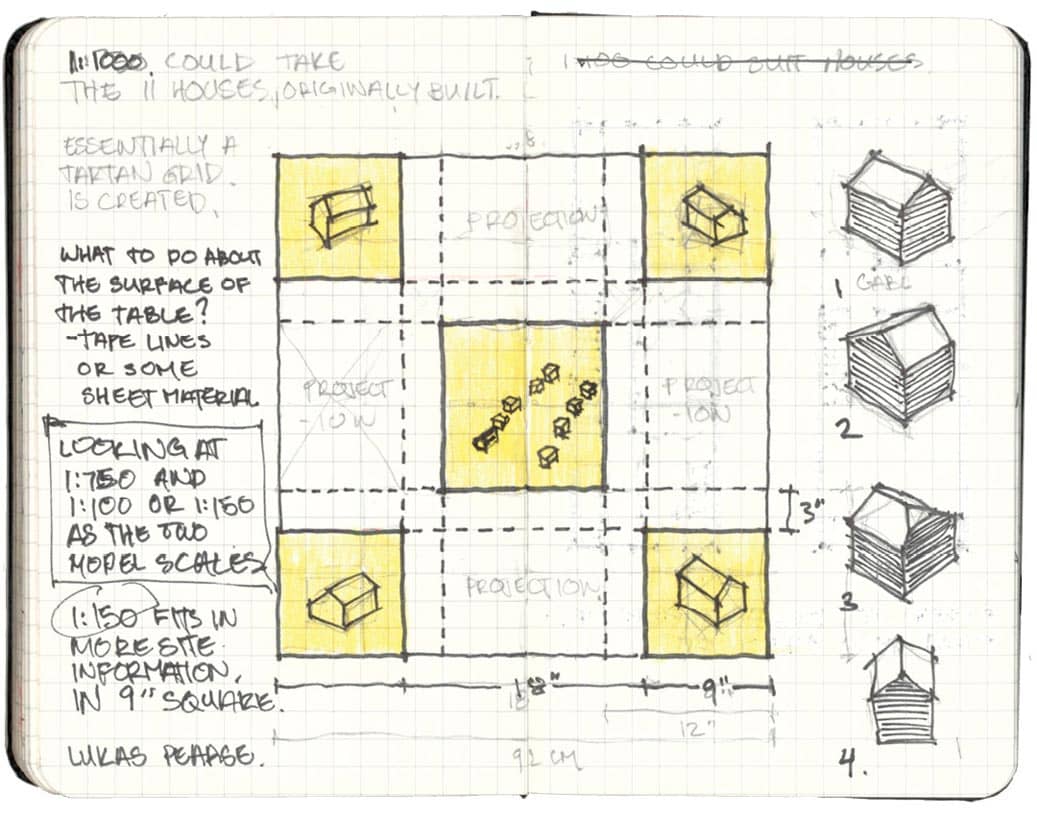 1:1000. COULD TAKE
THE 11 HOUSES, ORIGINALLY BUILT.
ESSENTIALLY A
TARTAN GRID.
IS CREATED.
WHAT TO DO ABOUT
THE SURFACE OF
THE TABLE?
-TAPE LINES
OR SOME
SHEET MATERIAL
LOOKING AT
1:750 AND
1:100 OR 1:150
AS THE TWO
MODEL SCALES
1:150 FITS IN
MORE SITE
INFORMATION,
IN 9" SQUARE.
LUKAS PEARSE.
COULD HOUSES
PROJECTION
PROJECT
-ION
PROJECT
-ION
PROJECTION
3"
18"
9"
12"
92 CM
1 GABL
2
3
4.